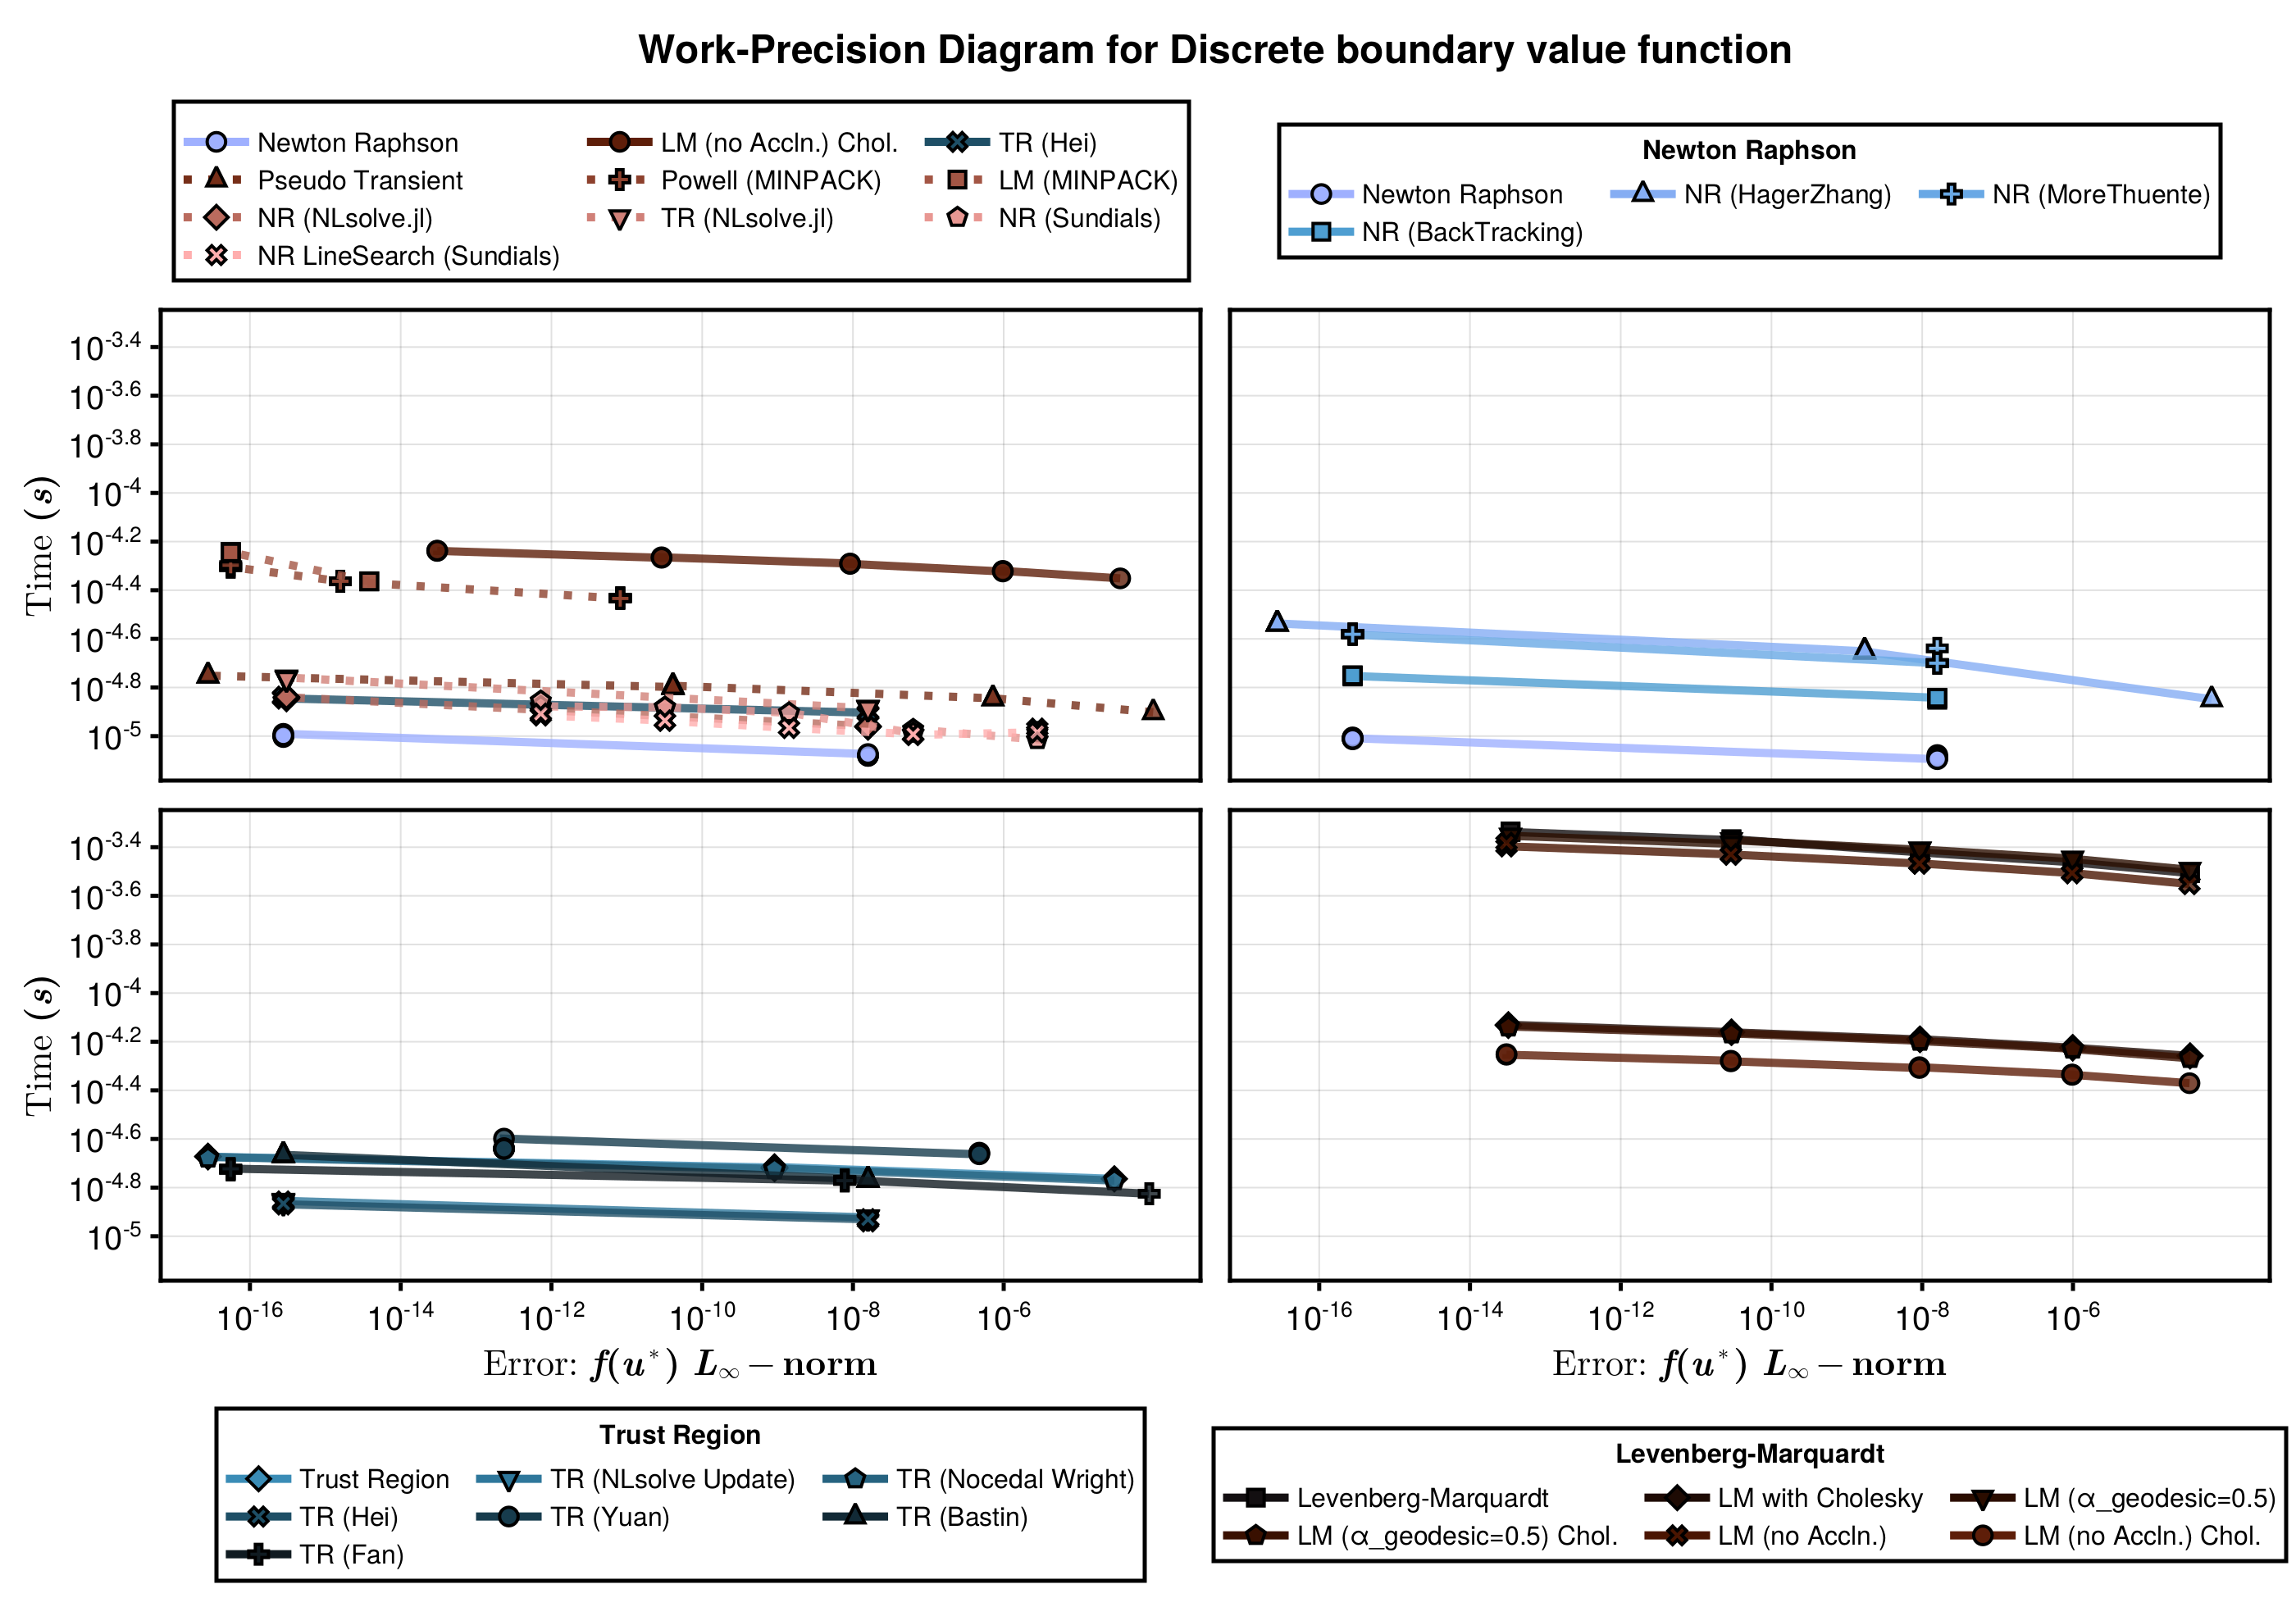 Work-Precision Diagram for Discrete boundary value function
Newton Raphson LM (no Accln.) Chol. TR (Hei)
Pseudo Transient Powell (MINPACK) LM (MINPACK)
NR (NLsolve.jl) TR (NLsolve.jl) NR (Sundials)
NR LineSearch (Sundials)
Newton Raphson
Newton Raphson NR (HagerZhang) NR (MoreThuente)
NR (BackTracking)
10^-3.4
10^-3.6
10^-3.8
10^-4
10^-4.2
10^-4.4
10^-4.6
10^-4.8
10^-5
Time (s)
10^-3.4
10^-3.6
10^-3.8
10^-4
10^-4.2
10^-4.4
10^-4.6
10^-4.8
10^-5
Time (s)
10^-16 10^-14 10^-12 10^-10 10^-8 10^-6
10^-16 10^-14 10^-12 10^-10 10^-8 10^-6
Error: f(u*) L∞ − norm
Error: f(u*) L∞ − norm
Trust Region
Trust Region TR (NLsolve Update) TR (Nocedal Wright)
TR (Hei) TR (Yuan) TR (Bastin)
TR (Fan)
Levenberg-Marquardt
Levenberg-Marquardt LM with Cholesky LM (α_geodesic=0.5)
LM (α_geodesic=0.5) Chol. LM (no Accln.) LM (no Accln.) Chol.